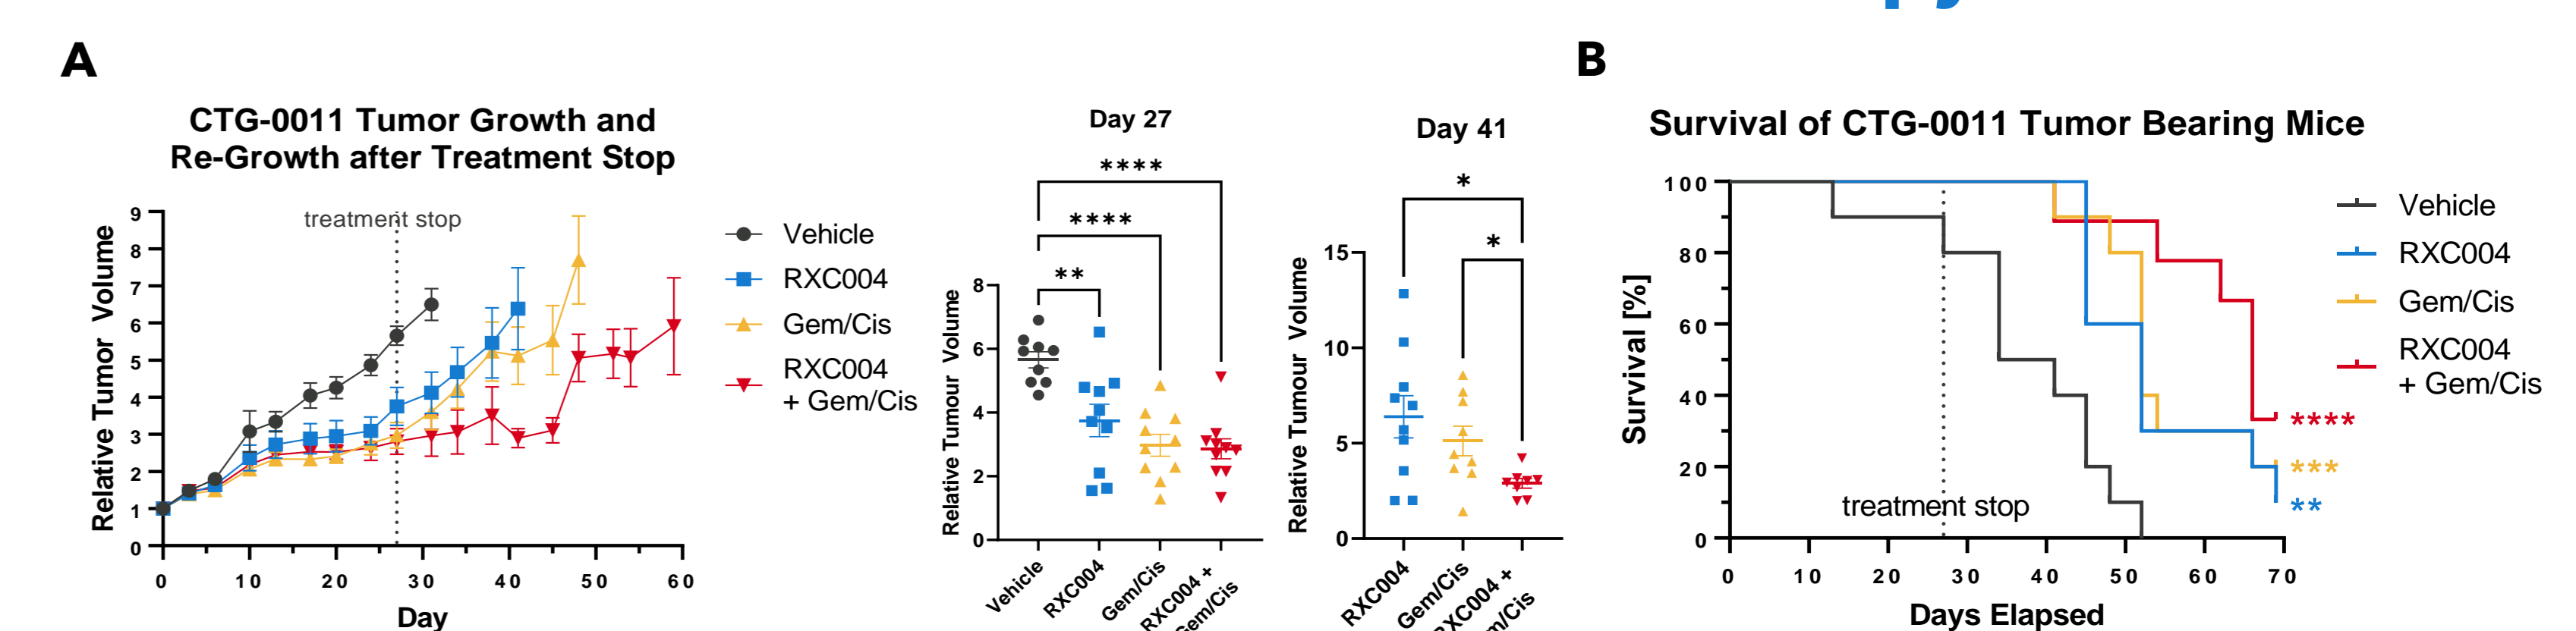 A
CTG-0011 Tumor Growth and
Re-Growth after Treatment Stop
Relative Tumor Volume
9
8
7
6
5
4
3
2
1
0
treatment stop
0 10 20 30 40 50 60
Day
Vehicle
RXC004
Gem/Cis
RXC004
+ Gem/Cis
Day 27
****
****
**
Relative Tumour Volume
8
6
4
2
0
Vehicle
RXC004
Gem/Cis
RXC004 +
Gem/Cis
Day 41
*
*
Relative Tumour Volume
15
10
5
0
RXC004
Gem/Cis
RXC004 +
m/Cis
B
Survival of CTG-0011 Tumor Bearing Mice
Survival [%]
100
80
60
40
20
0
treatment stop
0 10 20 30 40 50 60 70
Days Elapsed
****
***
**
Vehicle
RXC004
Gem/Cis
RXC004
+ Gem/Cis